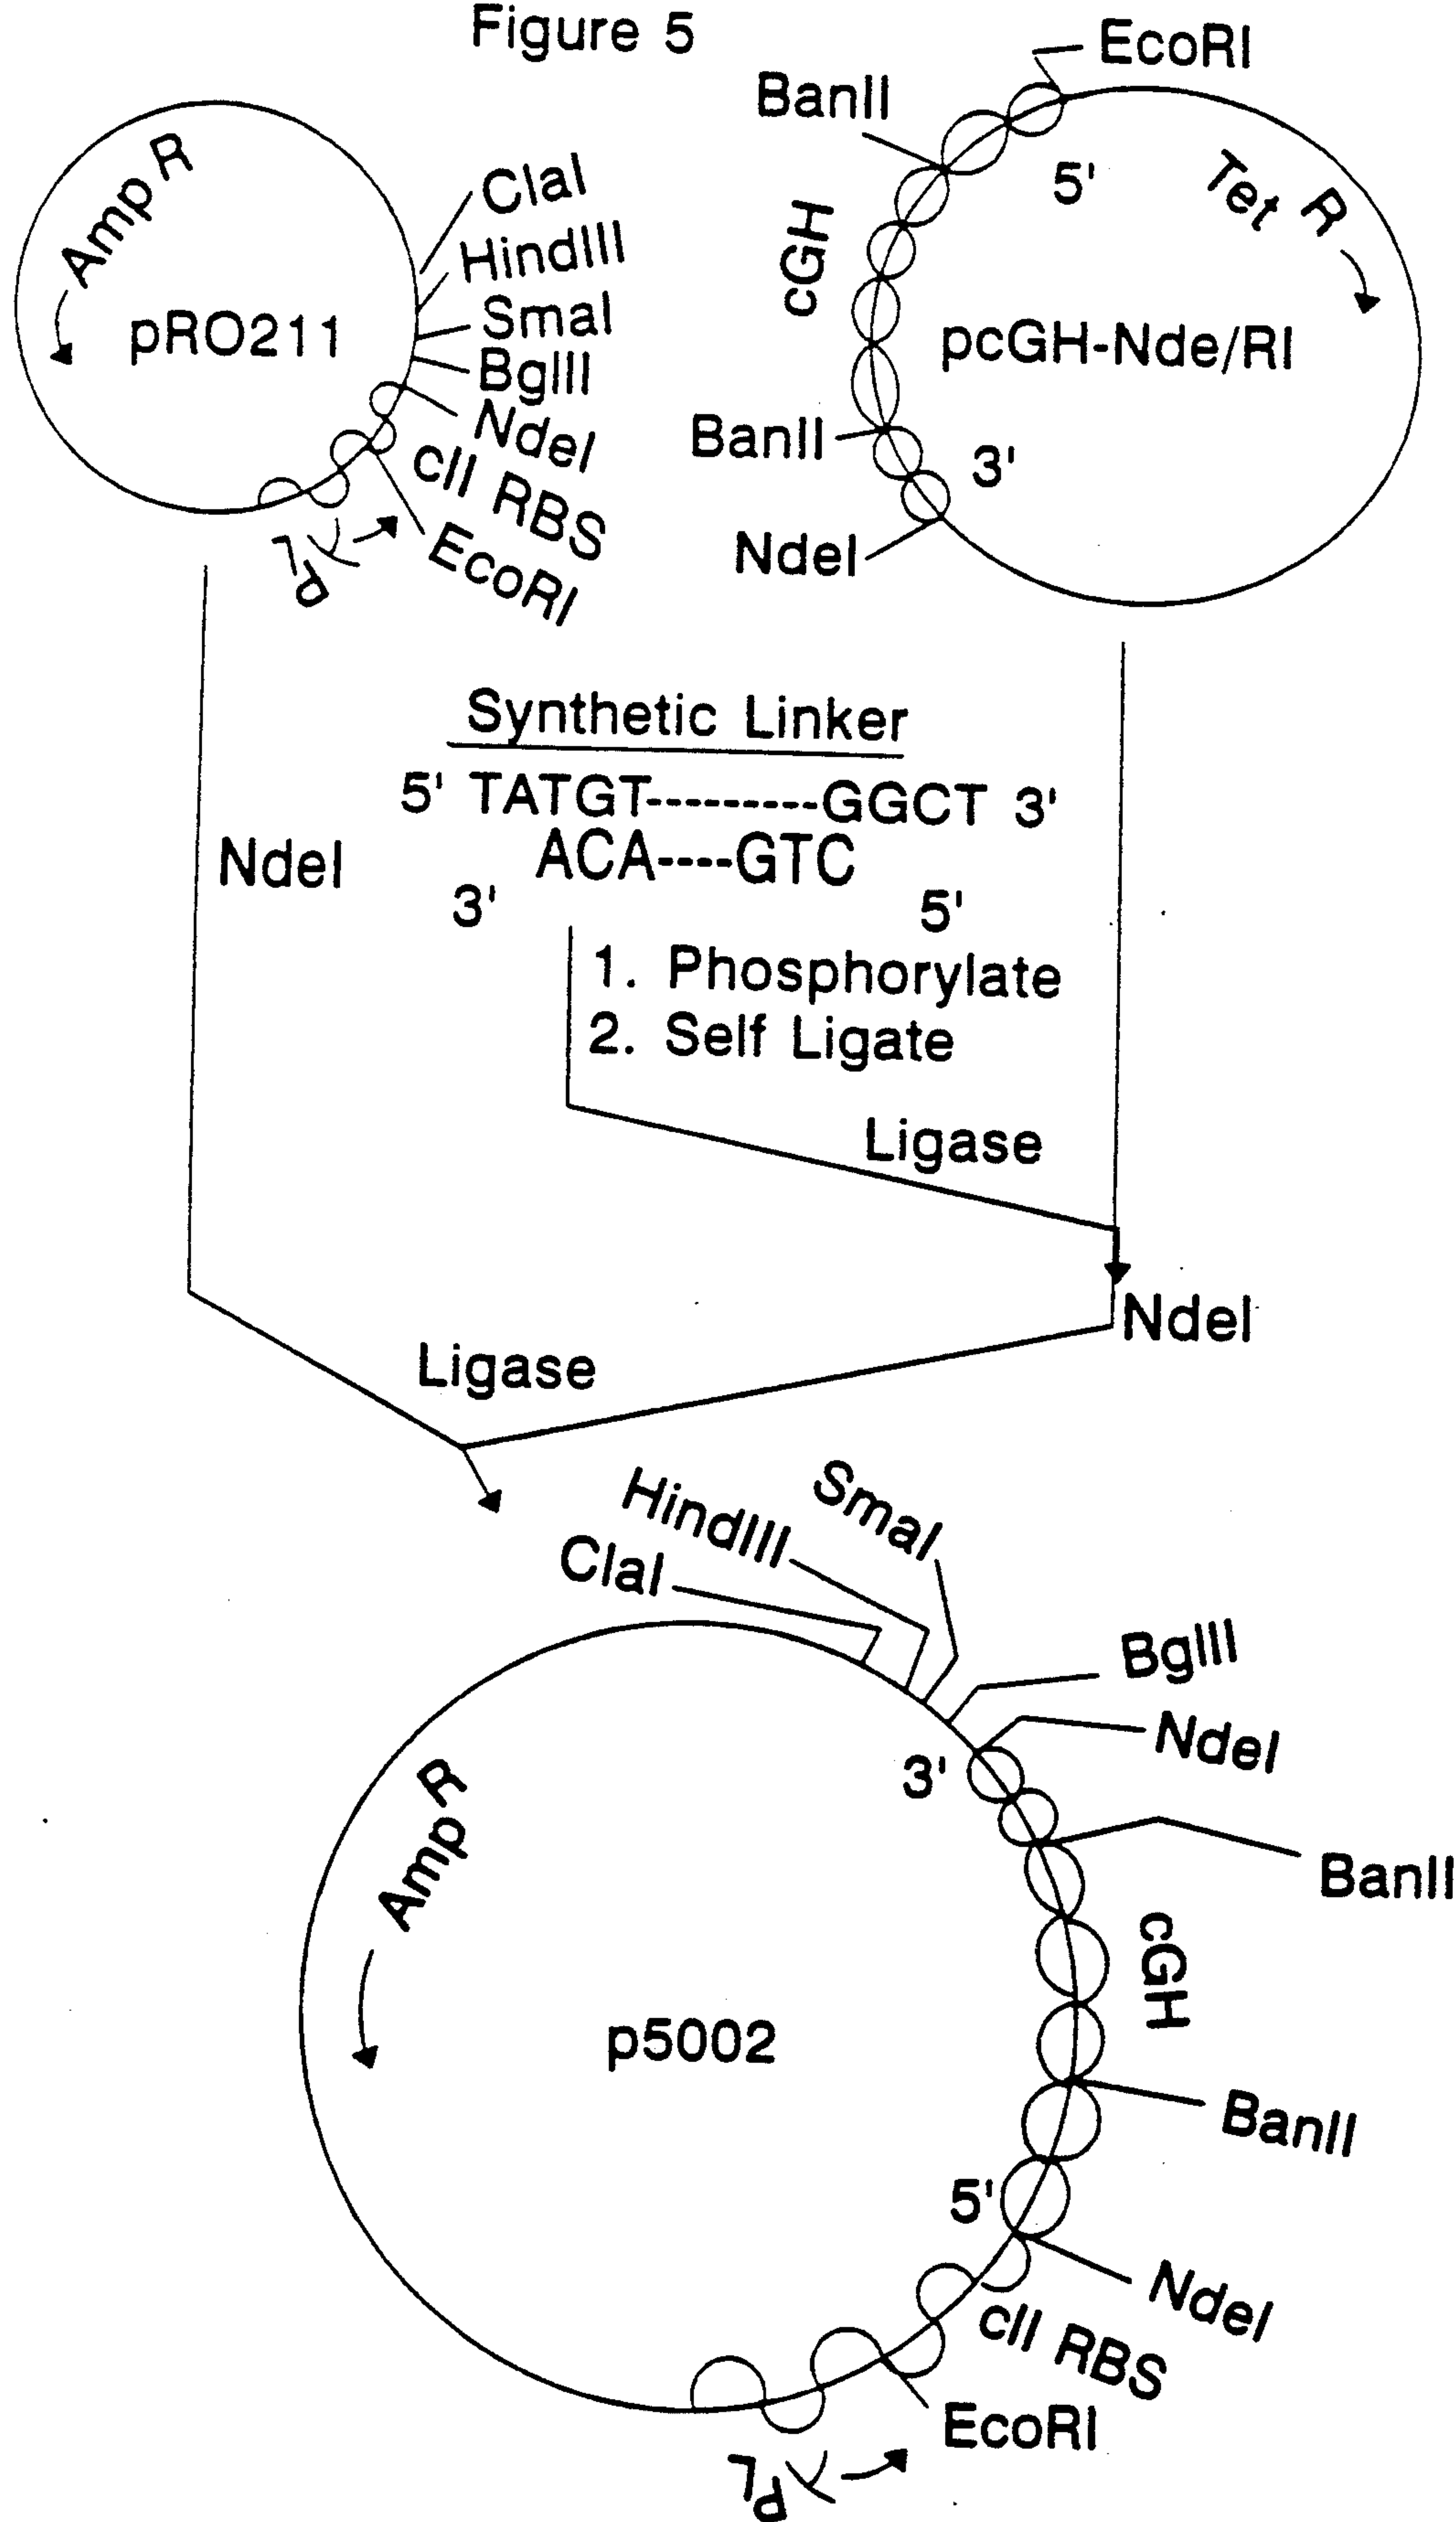 Figure 5
EcoRI
BanII
Amp R
5'
Tet R
ClaI
HindIII
cGH
SmaI
pRO211
pcGH-Nde/RI
BglII
NdeI
BanII
cII RBS
3'
EcoRI
NdeI
λPL
Synthetic Linker
5' TATGT----------GGCT 3'
ACA----GTC
3' 5'
NdeI
1. Phosphorylate
2. Self Ligate
Ligase
NdeI
Ligase
SmaI
HindIII
ClaI
BglII
NdeI
3'
Amp R
BanII
cGH
p5002
BanII
5'
NdeI
cII RBS
EcoRI
λPL